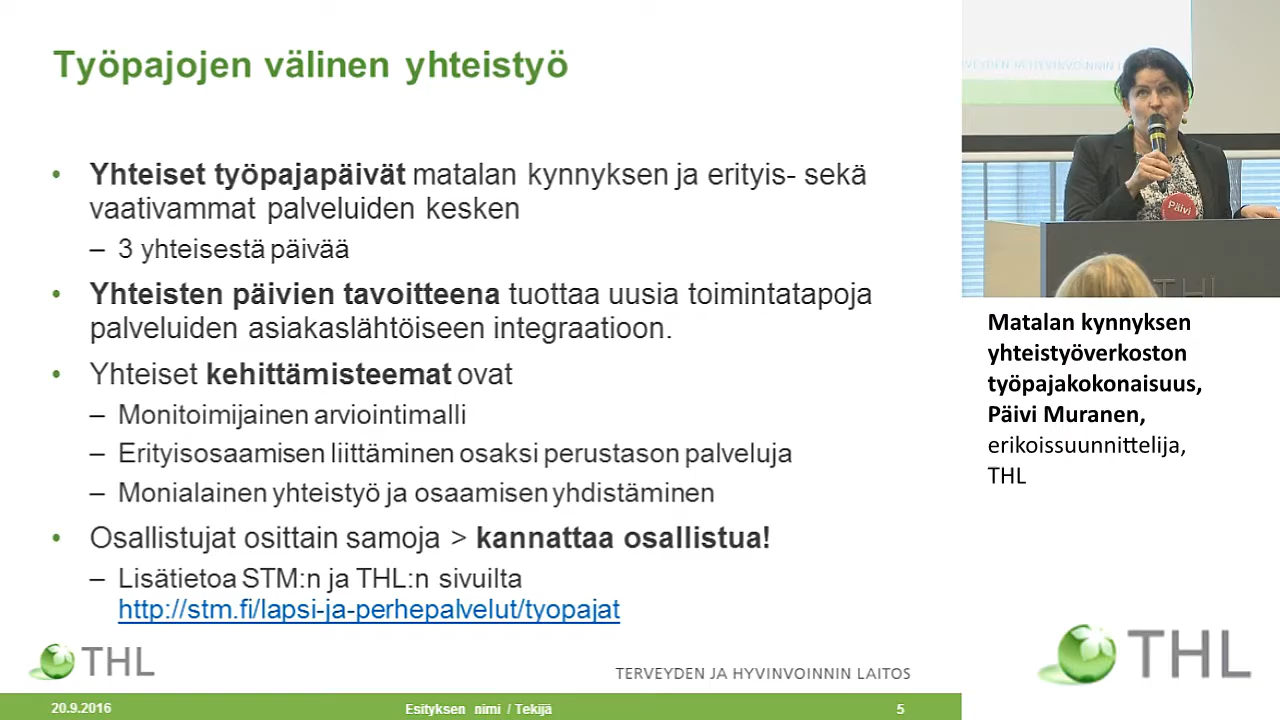 Työpajojen välinen yhteistyö
• Yhteiset työpajapäivät matalan kynnyksen ja erityis- sekä
vaativammat palveluiden kesken
– 3 yhteisestä päivää
• Yhteisten päivien tavoitteena tuottaa uusia toimintatapoja
palveluiden asiakaslähtöiseen integraatioon.
• Yhteiset kehittämisteemat ovat
– Monitoimijainen arviointimalli
– Erityisosaamisen liittäminen osaksi perustason palveluja
– Monialainen yhteistyö ja osaamisen yhdistäminen
• Osallistujat osittain samoja > kannattaa osallistua!
– Lisätietoa STM:n ja THL:n sivuilta
http://stm.fi/lapsi-ja-perhepalvelut/tyopajat
THL
TERVEYDEN JA HYVINVOINNIN LAITOS
20.9.2016 Esityksen nimi / Tekijä 5
Päivi
THL
Matalan kynnyksen
yhteistyöverkoston
työpajakokonaisuus,
Päivi Muranen,
erikoissuunnittelija,
THL
THL